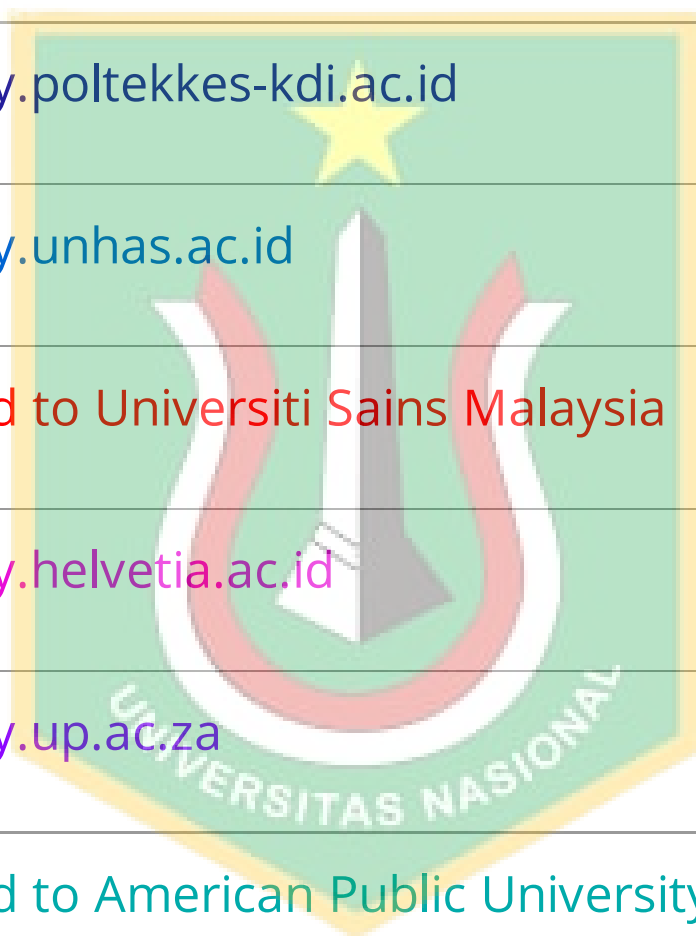 y.poltekkes-kdi.ac.id
y.unhas.ac.id
d to Universiti Sains Malaysia
y.helvetia.ac.id
y.up.ac.za
UNIVERSITAS NASIONAL
d to American Public University